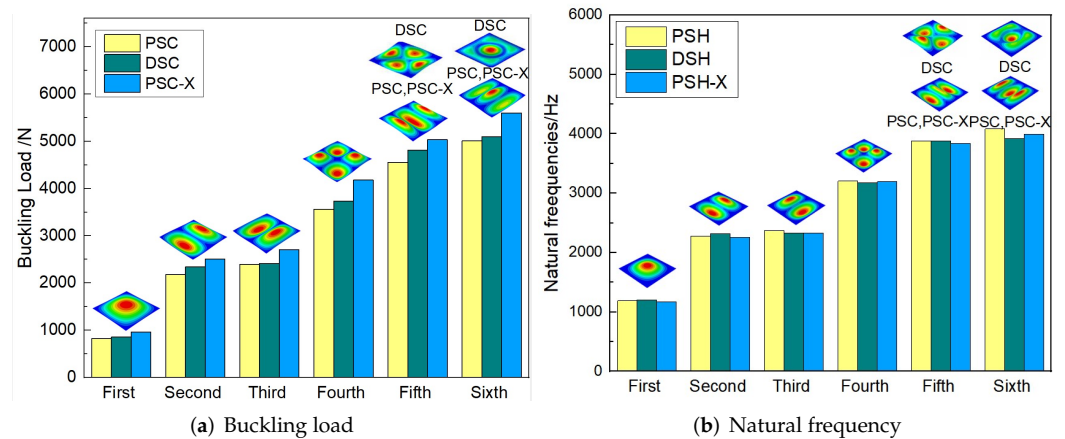 Buckling Load /N
7000
6000
5000
4000
3000
2000
1000
0
PSC
DSC
PSC-X
DSC
PSC,PSC-X
DSC
PSC,PSC-X
First Second Third Fourth Fifth Sixth
(a) Buckling load
Natural frequencies/Hz
6000
5000
4000
3000
2000
1000
0
PSH
DSH
PSH-X
DSC
PSC,PSC-X
DSC
PSC,PSC-X
First Second Third Fourth Fifth Sixth
(b) Natural frequency